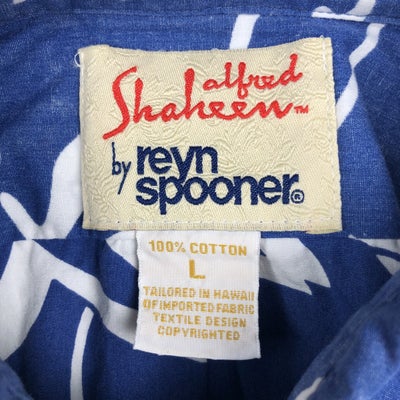 alfred
Shaheen™
by reyn
spooner®
100% COTTON
L
TAILORED IN HAWAII
OF IMPORTED FABRIC
TEXTILE DESIGN
COPYRIGHTED